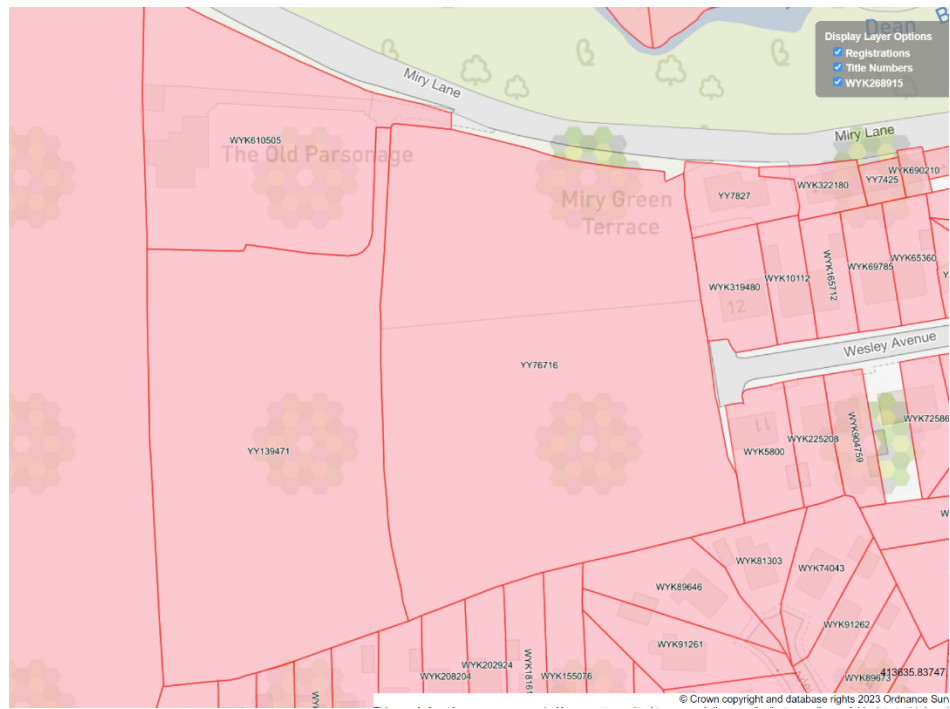 Dean
Display Layer Options
Registrations
Title Numbers
WYK268915
Miry Lane
Miry Lane
WYK610505
The Old Parsonage
WYK690210
YY7425
WYK322180
YY7827
Miry Green
Terrace
WYK65360
WYK69785
WYK165712
WYK10112
WYK319480
12
Wesley Avenue
YY76716
11
WYK72586
WYK904759
WYK225208
WYK5800
YY139471
WYK81303
WYK74043
WYK89646
WYK91262
WYK91261
WYK202924
WYK208204
WYK155076
WYK89673
413635.83747,
© Crown copyright and database rights 2023 Ordnance Surv